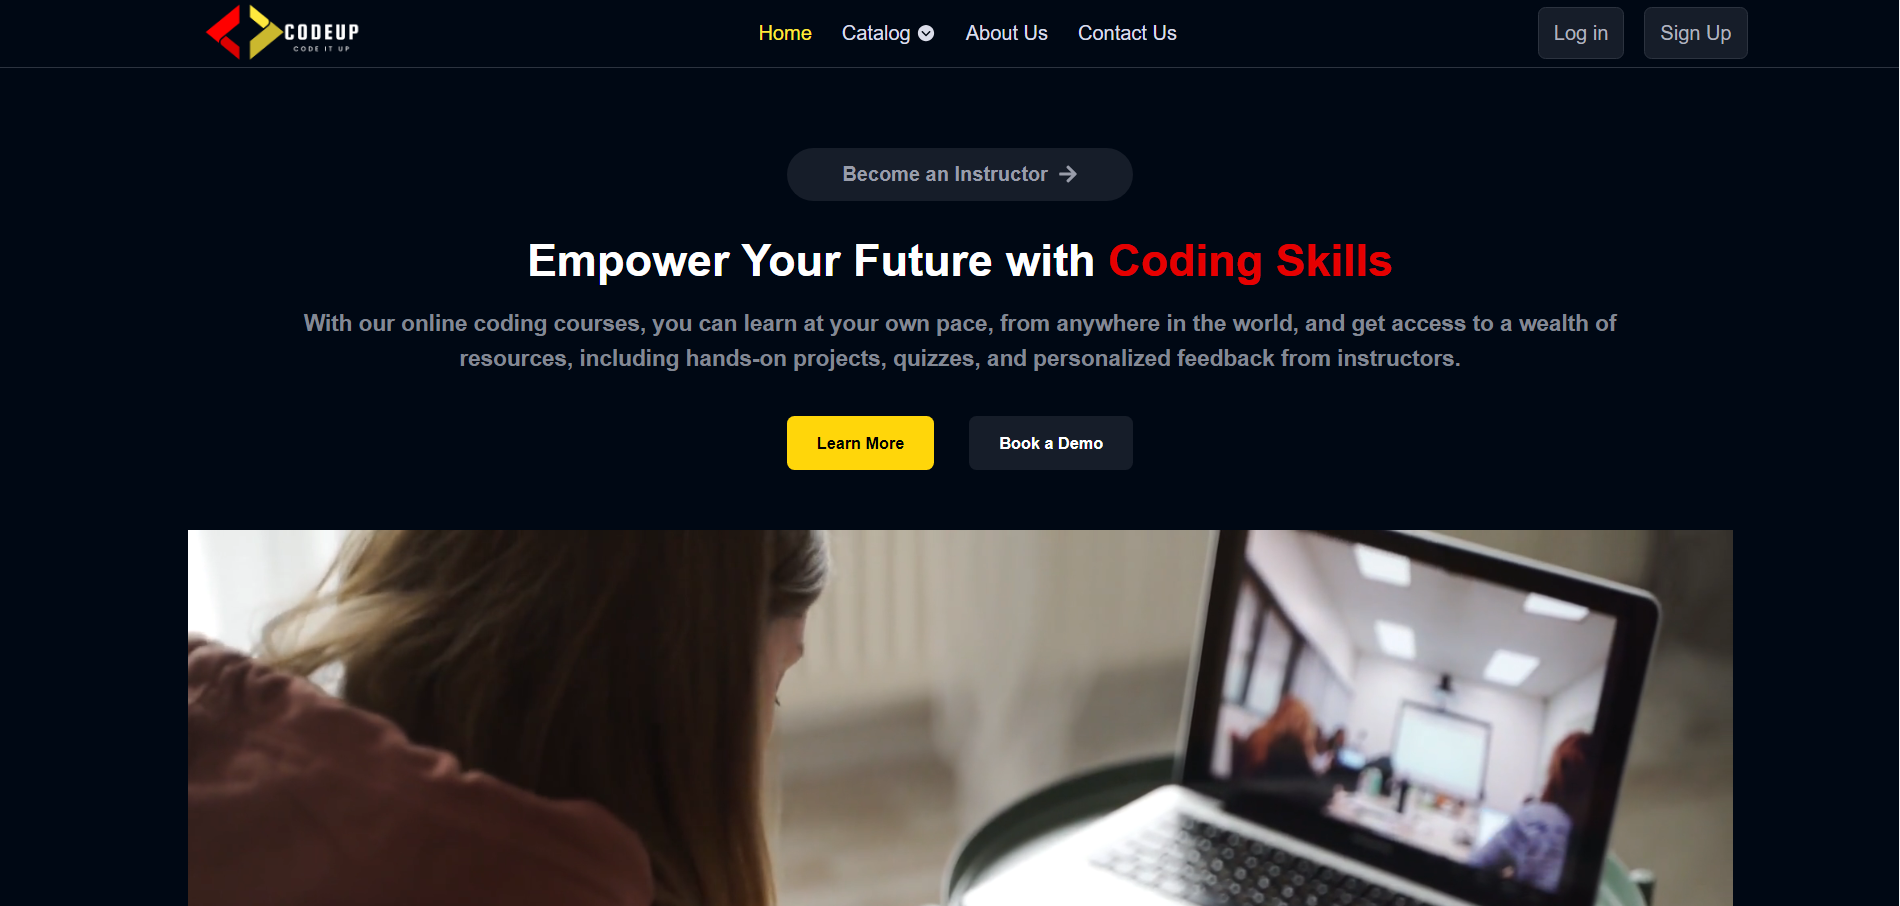 CODEUP
CODE IT UP
Home
Catalog
About Us
Contact Us
Log in
Sign Up
Become an Instructor
Empower Your Future with Coding Skills
With our online coding courses, you can learn at your own pace, from anywhere in the world, and get access to a wealth of
resources, including hands-on projects, quizzes, and personalized feedback from instructors.
Learn More
Book a Demo